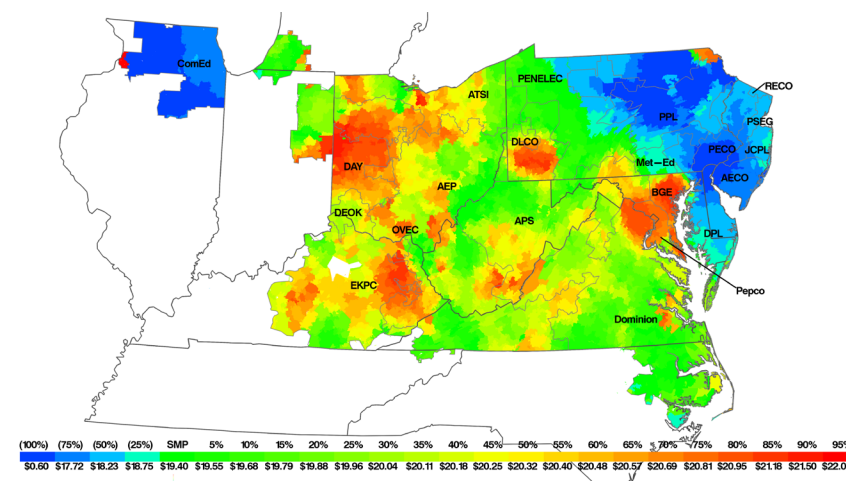 ComEd
PENELEC
RECO
ATSI
PPL
PSEG
DLCO
PECO
JCPL
Met-Ed
DAY
AECO
AEP
BGE
DEOK
APS
OVEC
DPL
EKPC
Pepco
Dominion
(100%) (75%) (50%) (25%) SMP 5% 10% 15% 20% 25% 30% 35% 40% 45% 50% 55% 60% 65% 70% 75% 80% 85% 90% 95%
$0.60 $17.72 $18.23 $18.75 $19.40 $19.55 $19.68 $19.79 $19.88 $19.96 $20.04 $20.11 $20.18 $20.25 $20.32 $20.40 $20.48 $20.57 $20.69 $20.81 $20.95 $21.18 $21.50 $22.0